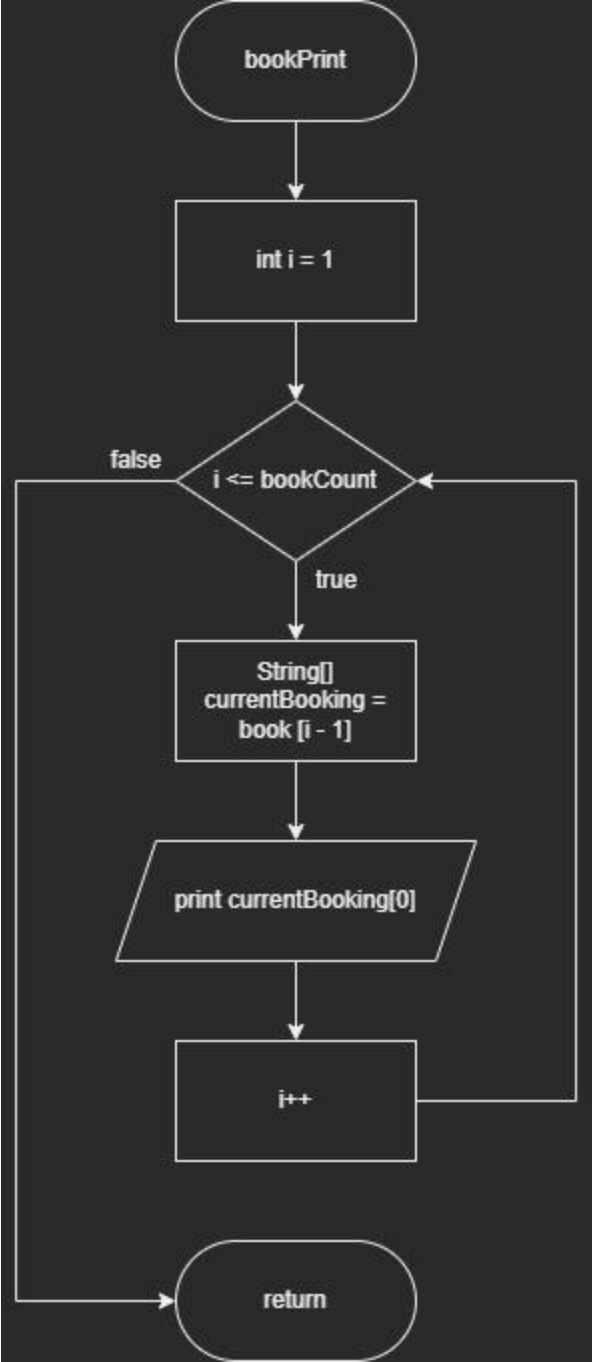 bookPrint
int i = 1
false
i <= bookCount
true
String[]
currentBooking =
book [i - 1]
print currentBooking[0]
i++
return